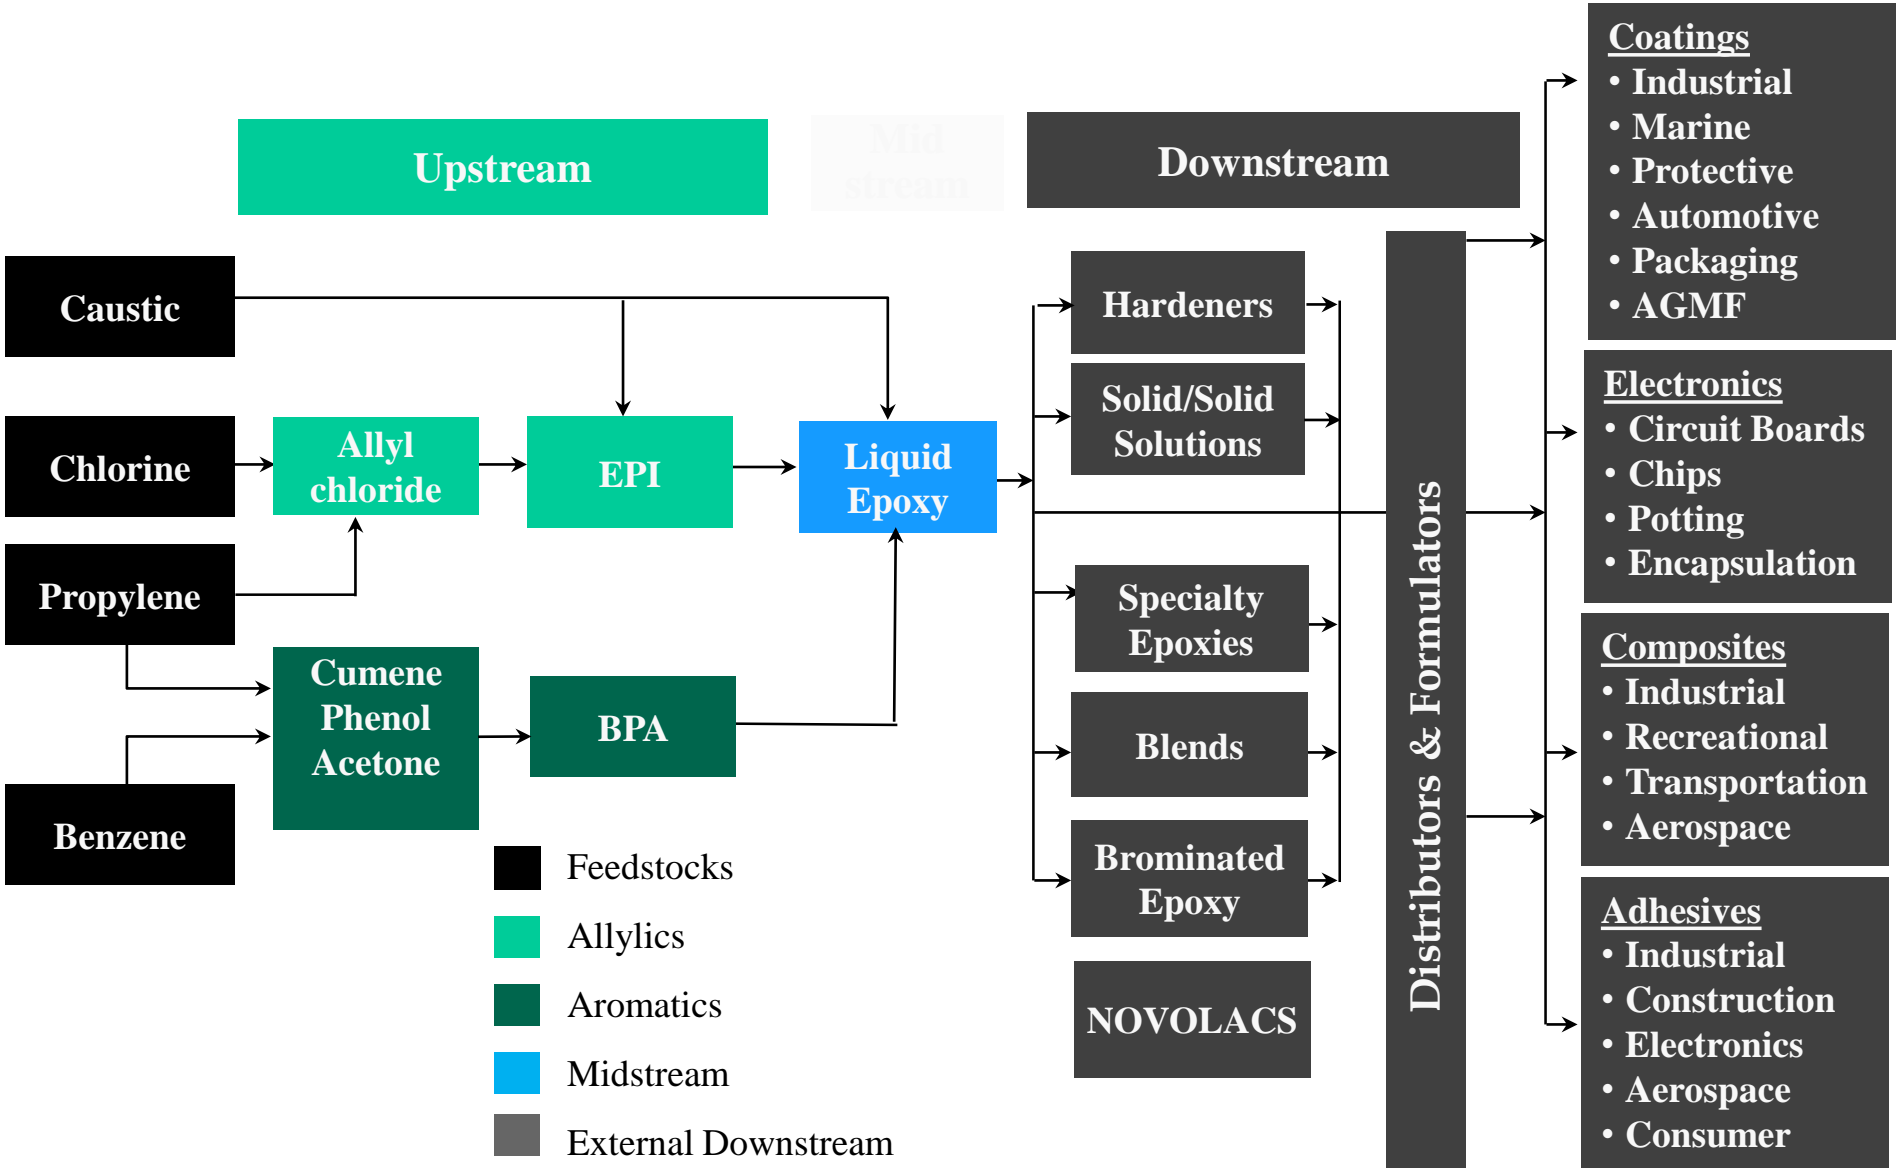 Upstream
Mid
stream
Downstream
Caustic
Chlorine
Propylene
Benzene
Allyl
chloride
EPI
Cumene
Phenol
Acetone
BPA
Liquid
Epoxy
Hardeners
Solid/Solid
Solutions
Specialty
Epoxies
Blends
Brominated
Epoxy
NOVOLACS
Distributors & Formulators
Coatings
• Industrial
• Marine
• Protective
• Automotive
• Packaging
• AGMF
Electronics
• Circuit Boards
• Chips
• Potting
• Encapsulation
Composites
• Industrial
• Recreational
• Transportation
• Aerospace
Adhesives
• Industrial
• Construction
• Electronics
• Aerospace
• Consumer
Feedstocks
Allylics
Aromatics
Midstream
External Downstream